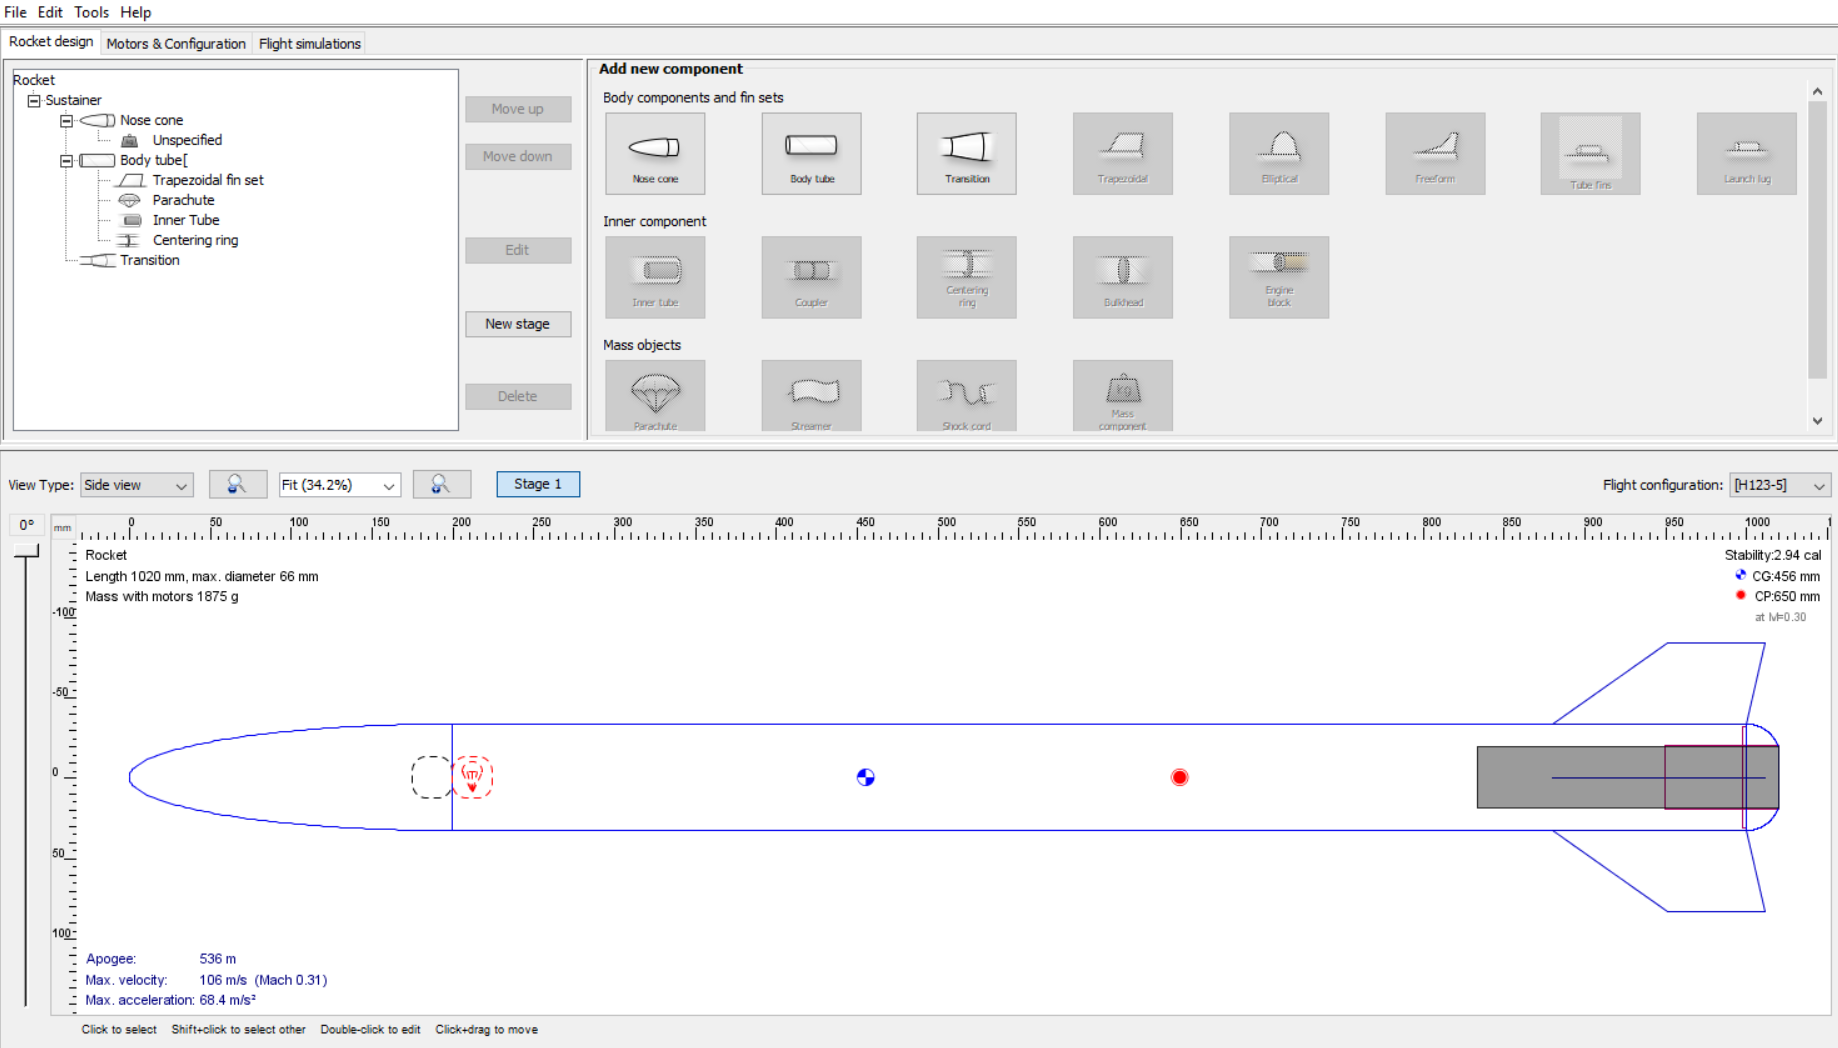 File Edit Tools Help
Rocket design Motors & Configuration Flight simulations
Rocket
Sustainer
Nose cone
Unspecified
Body tube[
Trapezoidal fin set
Parachute
Inner Tube
Centering ring
Transition
Move up
Move down
Edit
New stage
Delete
Add new component
Body components and fin sets
Nose cone Body tube Transition Trapezoidal Elliptical Freeform Tube fins Launch lug
Inner component
Inner tube Coupler Centering ring Bulkhead Engine block
Mass objects
Parachute Streamer Shock cord kg Mass component
View Type: Side view Fit (34.2%) Stage 1 Flight configuration: [H123-5]
0°
mm 0 50 100 150 200 250 300 350 400 450 500 550 600 650 700 750 800 850 900 950 1000 1
-100
-50
0
50
100
Rocket
Length 1020 mm, max. diameter 66 mm
Mass with motors 1875 g
Stability:2.94 cal
CG:456 mm
CP:650 mm
at M=0.30
Apogee: 536 m
Max. velocity: 106 m/s (Mach 0.31)
Max. acceleration: 68.4 m/s²
Click to select Shift+click to select other Double-click to edit Click+drag to move